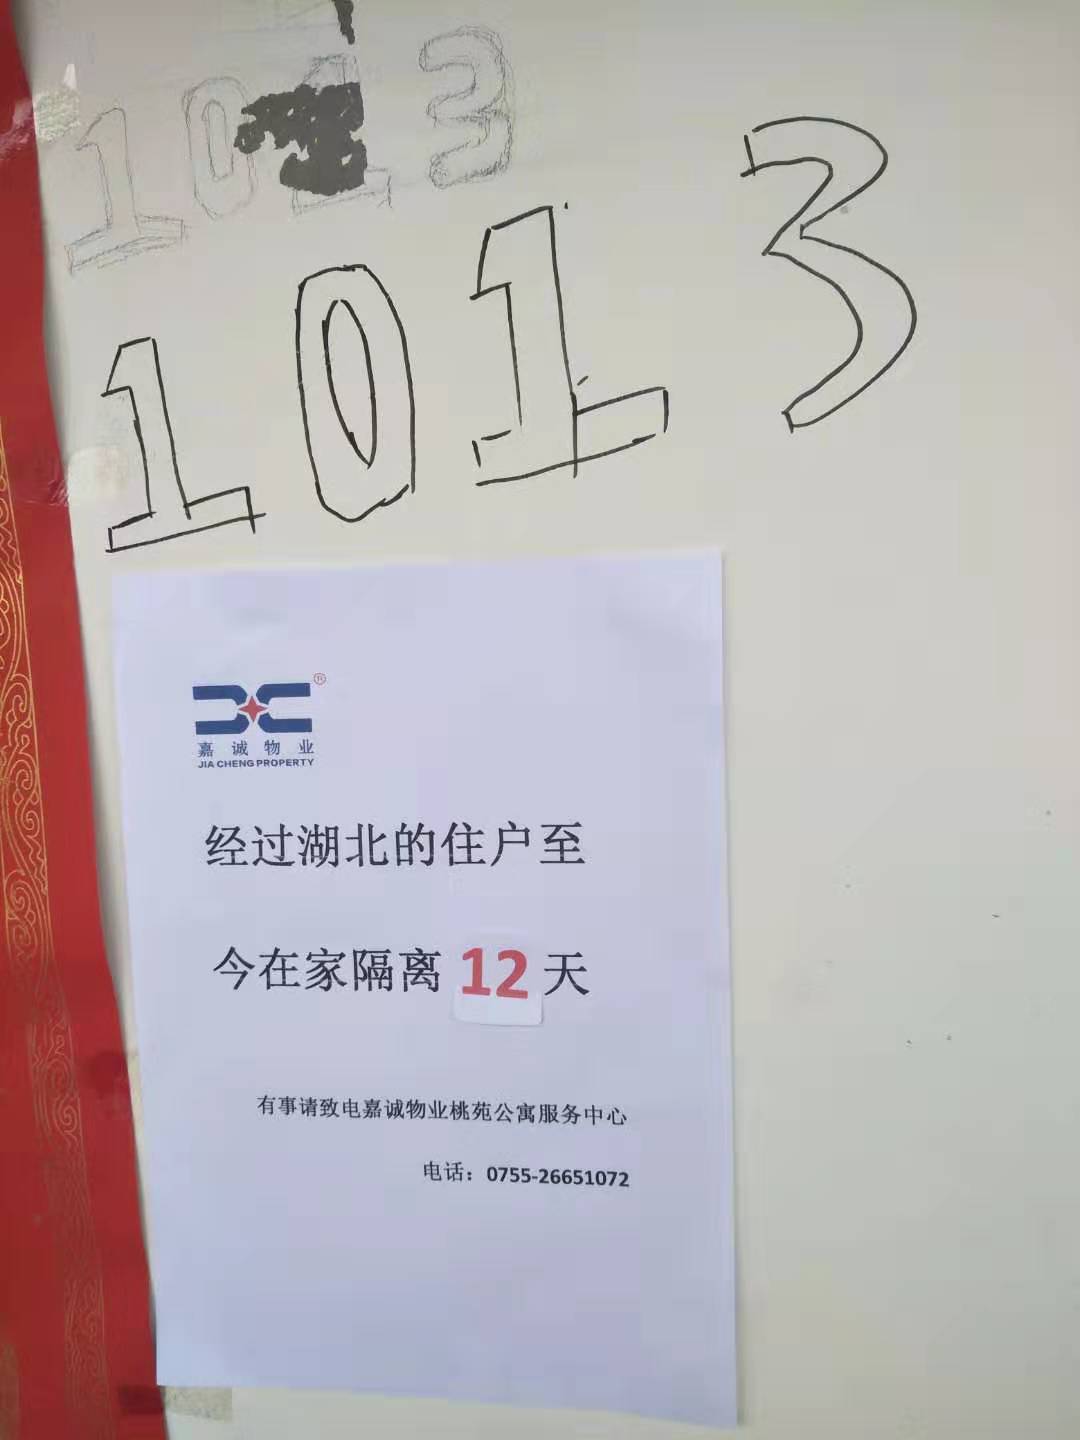 1013
1013
®
嘉诚物业
JIA CHENG PROPERTY
经过湖北的住户至
今在家隔离12天
有事请致电嘉诚物业桃苑公寓服务中心
电话：0755-26651072